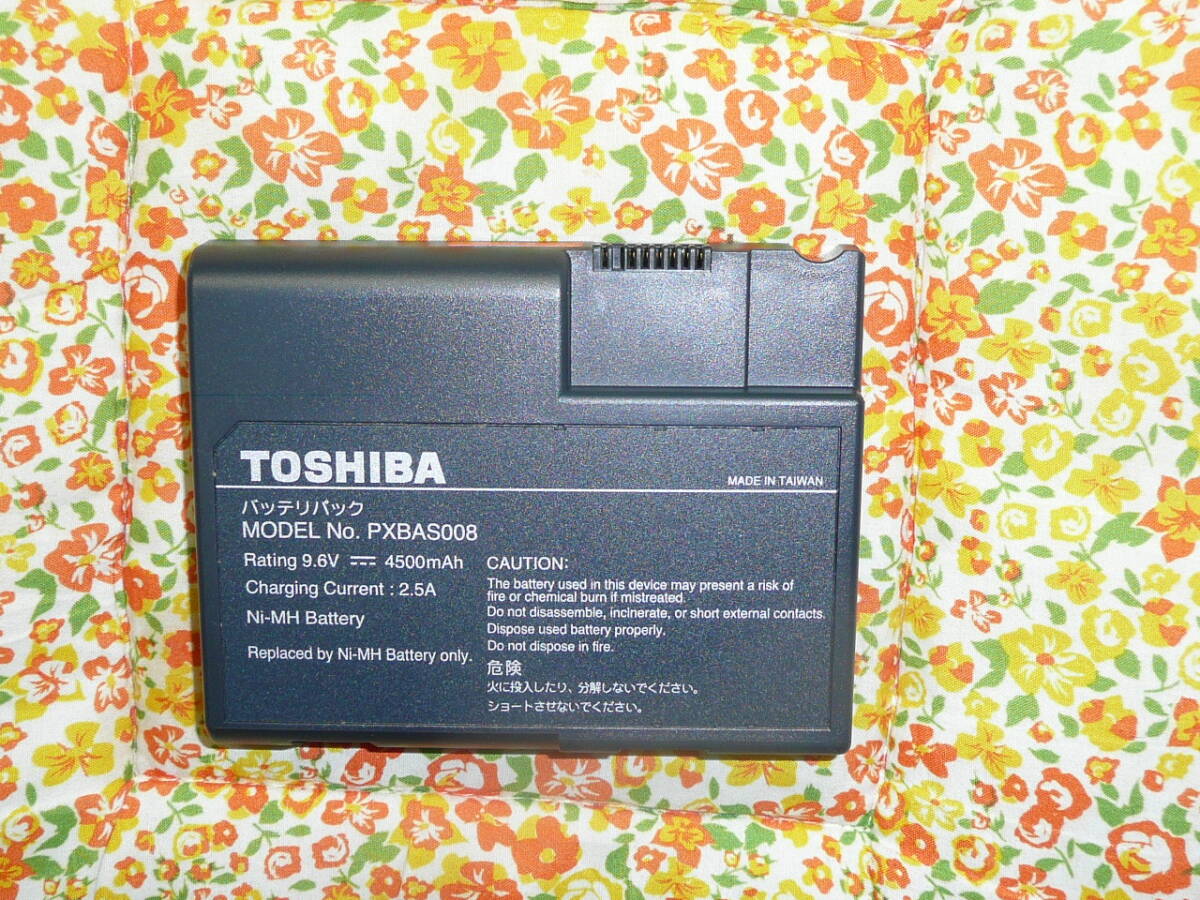 TOSHIBA
MADE IN TAIWAN
バッテリパック
MODEL No. PXBAS008
Rating 9.6V ⎓ 4500mAh
Charging Current : 2.5A
Ni-MH Battery
Replaced by Ni-MH Battery only.
CAUTION:
The battery used in this device may present a risk of
fire or chemical burn if mistreated.
Do not disassemble, incinerate, or short external contacts.
Dispose used battery properly.
Do not dispose in fire.
危険
火に投入したり、分解しないでください。
ショートさせないでください。